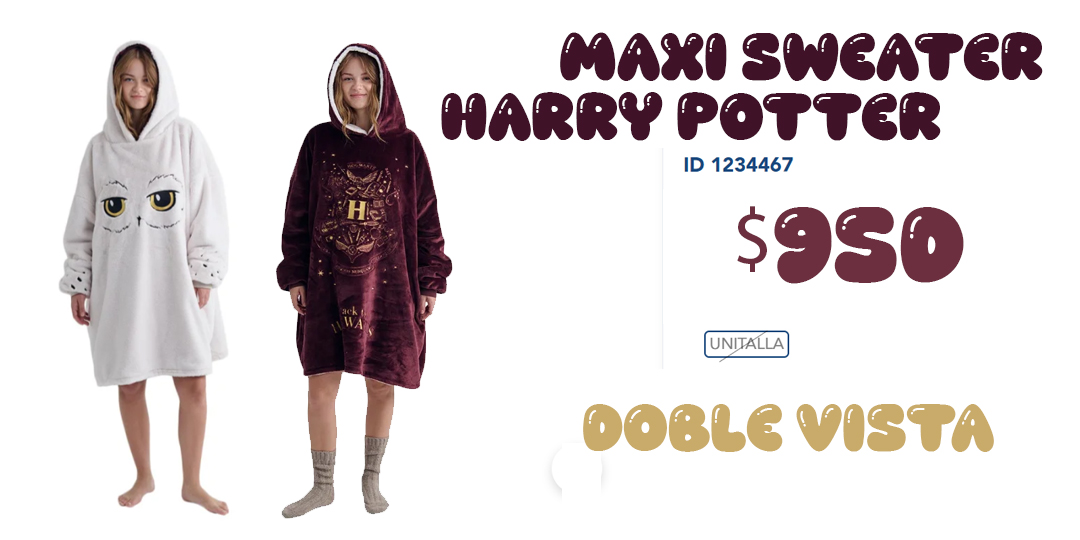 MAXI SWEATER
HARRY POTTER
ID 1234467
$950
UNITALLA
DOBLE VISTA
H